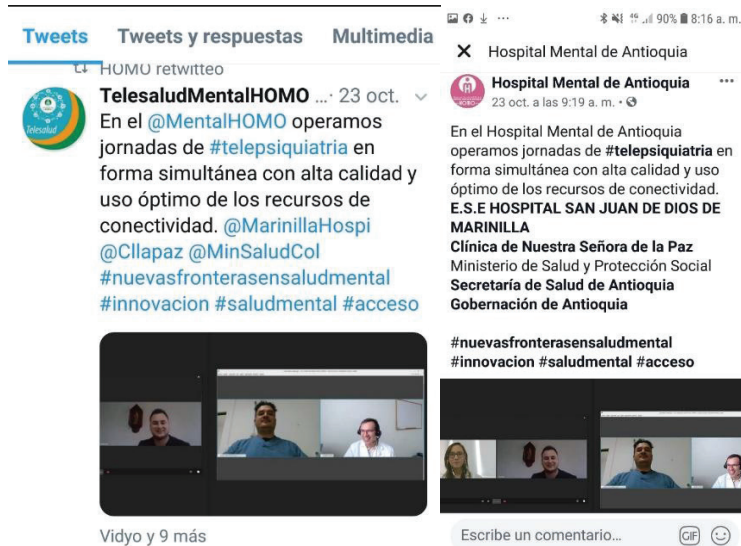 Tweets Tweets y respuestas Multimedia
HOMO retwitteo
TelesaludMentalHOMO ... · 23 oct.
Telesalud
En el @MentalHOMO operamos
jornadas de #telepsiquiatria en
forma simultánea con alta calidad y
uso óptimo de los recursos de
conectividad. @MarinillaHospi
@Cllapaz @MinSaludCol
#nuevasfronterasensaludmental
#innovacion #saludmental #acceso
Vidyo y 9 más
90% 8:16 a. m.
Hospital Mental de Antioquia
Hospital Mental de Antioquia
23 oct. a las 9:19 a. m. ·
En el Hospital Mental de Antioquia
operamos jornadas de #telepsiquiatria en
forma simultánea con alta calidad y uso
óptimo de los recursos de conectividad.
E.S.E HOSPITAL SAN JUAN DE DIOS DE
MARINILLA
Clínica de Nuestra Señora de la Paz
Ministerio de Salud y Protección Social
Secretaría de Salud de Antioquia
Gobernación de Antioquia
#nuevasfronterasensaludmental
#innovacion #saludmental #acceso
Escribe un comentario...
GIF